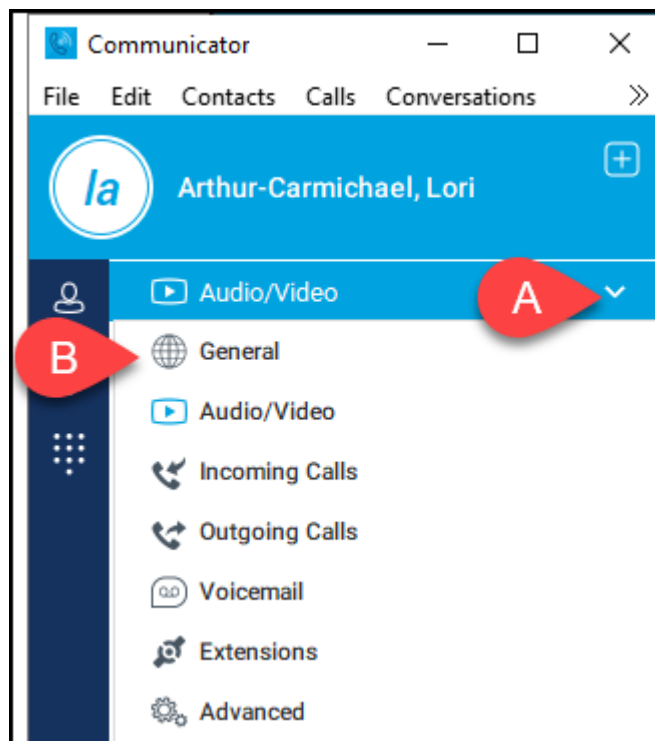 Communicator
File Edit Contacts Calls Conversations
la Arthur-Carmichael, Lori
Audio/Video A
B General
Audio/Video
Incoming Calls
Outgoing Calls
Voicemail
Extensions
Advanced